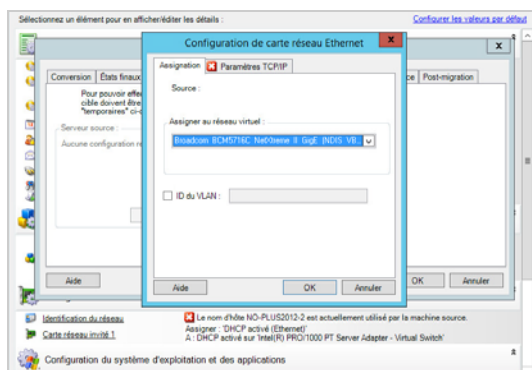 Sélectionnez un élément pour en afficher/éditer les détails :
Configurer les valeurs par défaut
Configuration de carte réseau Ethernet
Assignation
Paramètres TCP/IP
Source :
Assigner au réseau virtuel :
Broadcom BCM5716C NetXtreme II GigE (NDIS VB...
ID du VLAN :
Aide
OK
Annuler
Conversion
États finaux
Post-migration
Pour pouvoir
cible doivent être
"temporaires"
Serveur source :
Aucune configuration
Aide
OK
Annuler
Identification du réseau
Le nom d'hôte NO-PLUS2012-2 est actuellement utilisé par la machine source.
Assigner : 'DHCP activé (Ethernet)'
Carte réseau invité 1
A : DHCP activé sur 'Intel(R) PRO/1000 PT Server Adapter - Virtual Switch'
Configuration du système d'exploitation et des applications